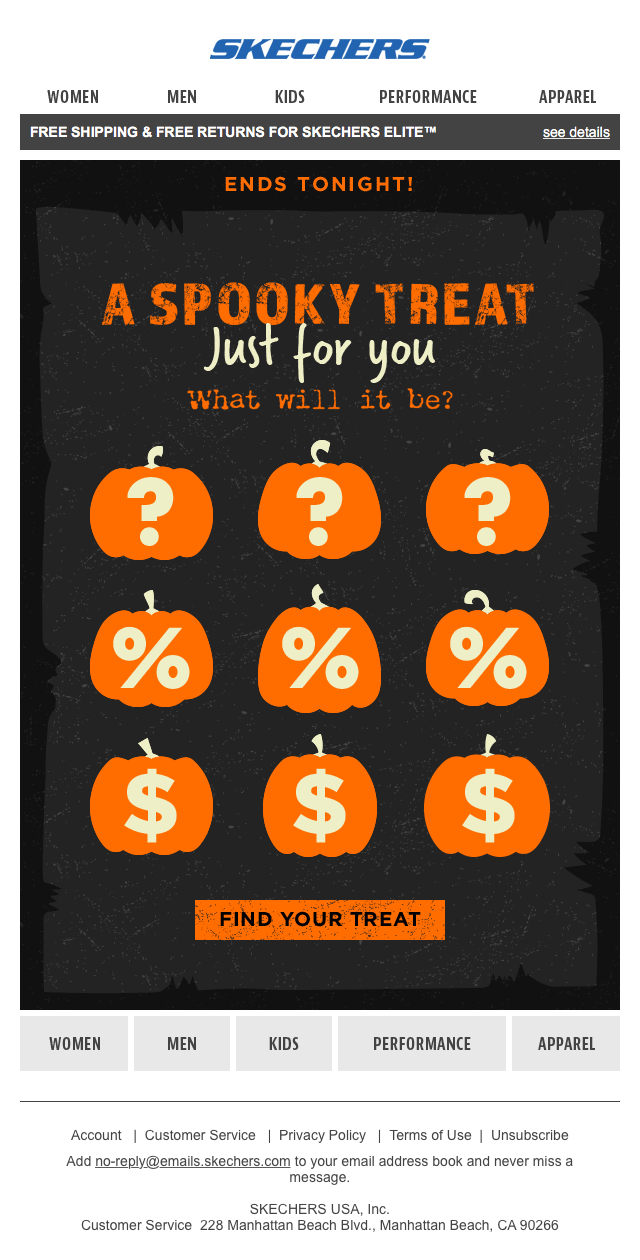 SKECHERS
WOMEN MEN KIDS PERFORMANCE APPAREL
FREE SHIPPING & FREE RETURNS FOR SKECHERS ELITE™ see details
ENDS TONIGHT!
A SPOOKY TREAT
Just for you
What will it be?
? ? ?
% % %
$ $ $
FIND YOUR TREAT
WOMEN MEN KIDS PERFORMANCE APPAREL
Account | Customer Service | Privacy Policy | Terms of Use | Unsubscribe
Add no-reply@emails.skechers.com to your email address book and never miss a
message.
SKECHERS USA, Inc.
Customer Service 228 Manhattan Beach Blvd., Manhattan Beach, CA 90266